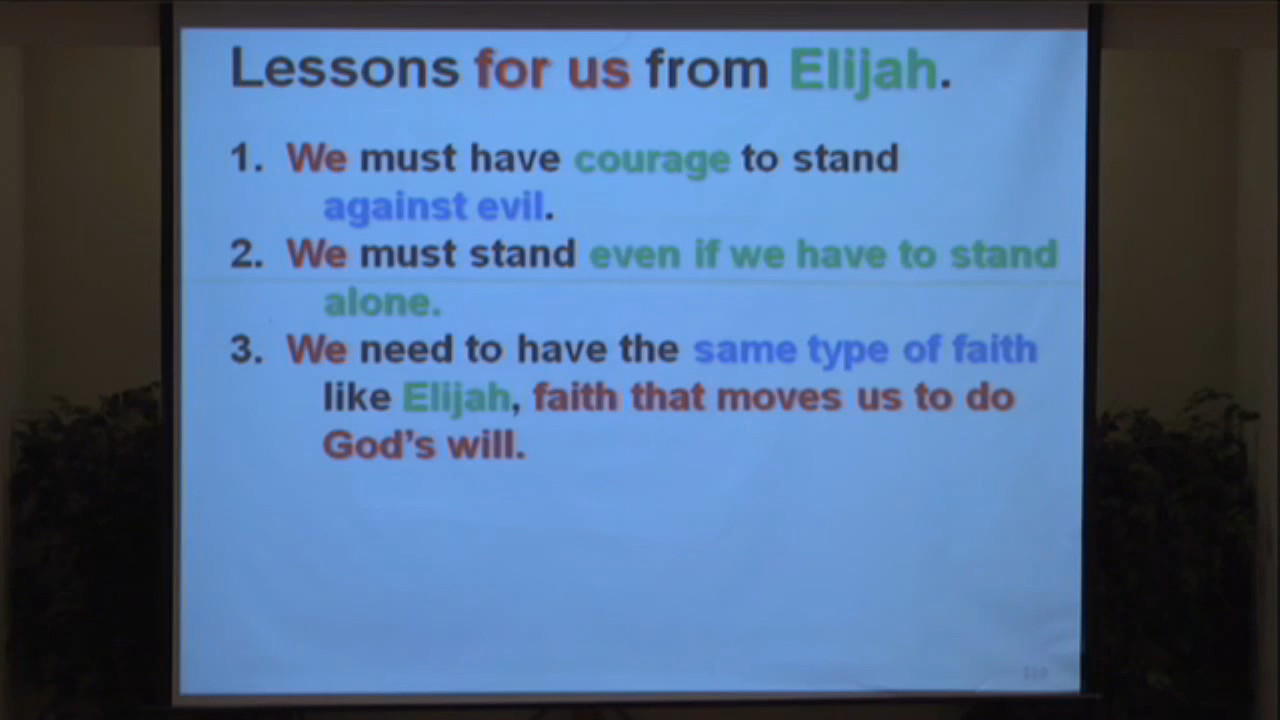 Lessons for us from Elijah.
1. We must have courage to stand
against evil.
2. We must stand even if we have to stand
alone.
3. We need to have the same type of faith
like Elijah, faith that moves us to do
God's will.